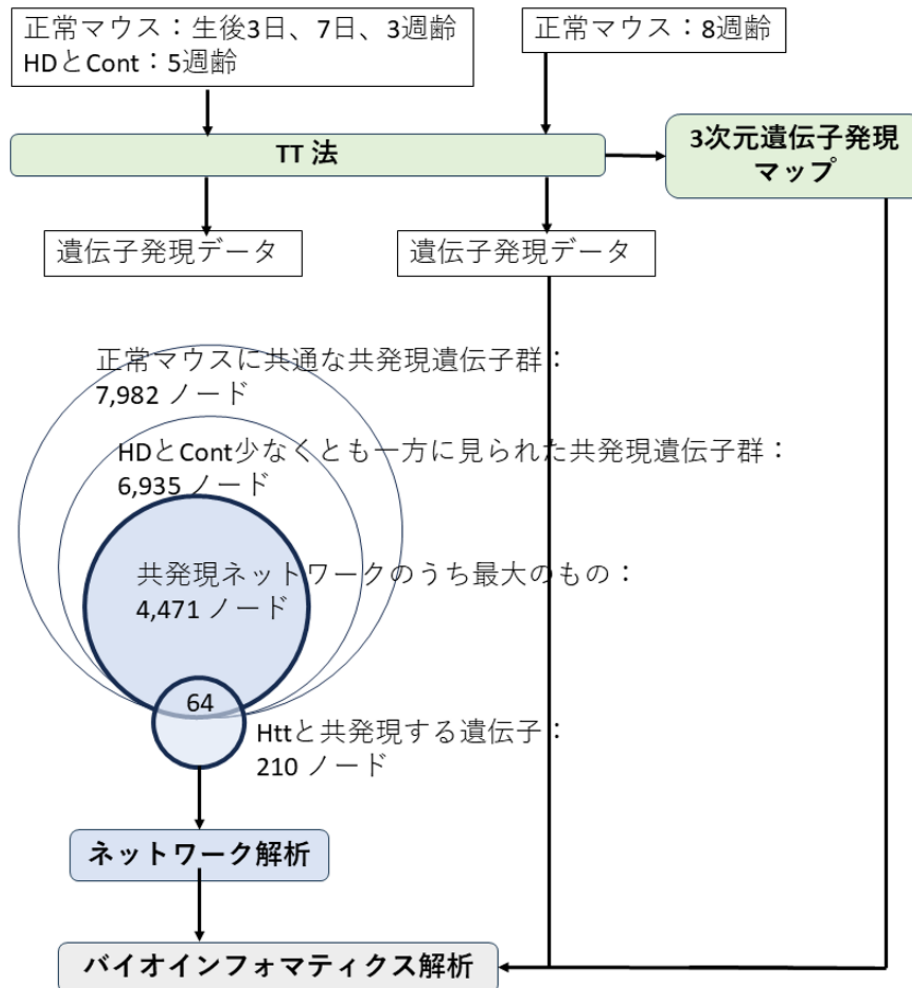 正常マウス：生後3日、7日、3週齢
HDとCont：5週齢
正常マウス：8週齢
TT 法
3次元遺伝子発現
マップ
遺伝子発現データ
遺伝子発現データ
正常マウスに共通な共発現遺伝子群：
7,982 ノード
HDとCont少なくとも一方に見られた共発現遺伝子群：
6,935 ノード
共発現ネットワークのうち最大のもの：
4,471 ノード
64
Httと共発現する遺伝子：
210 ノード
ネットワーク解析
バイオインフォマティクス解析